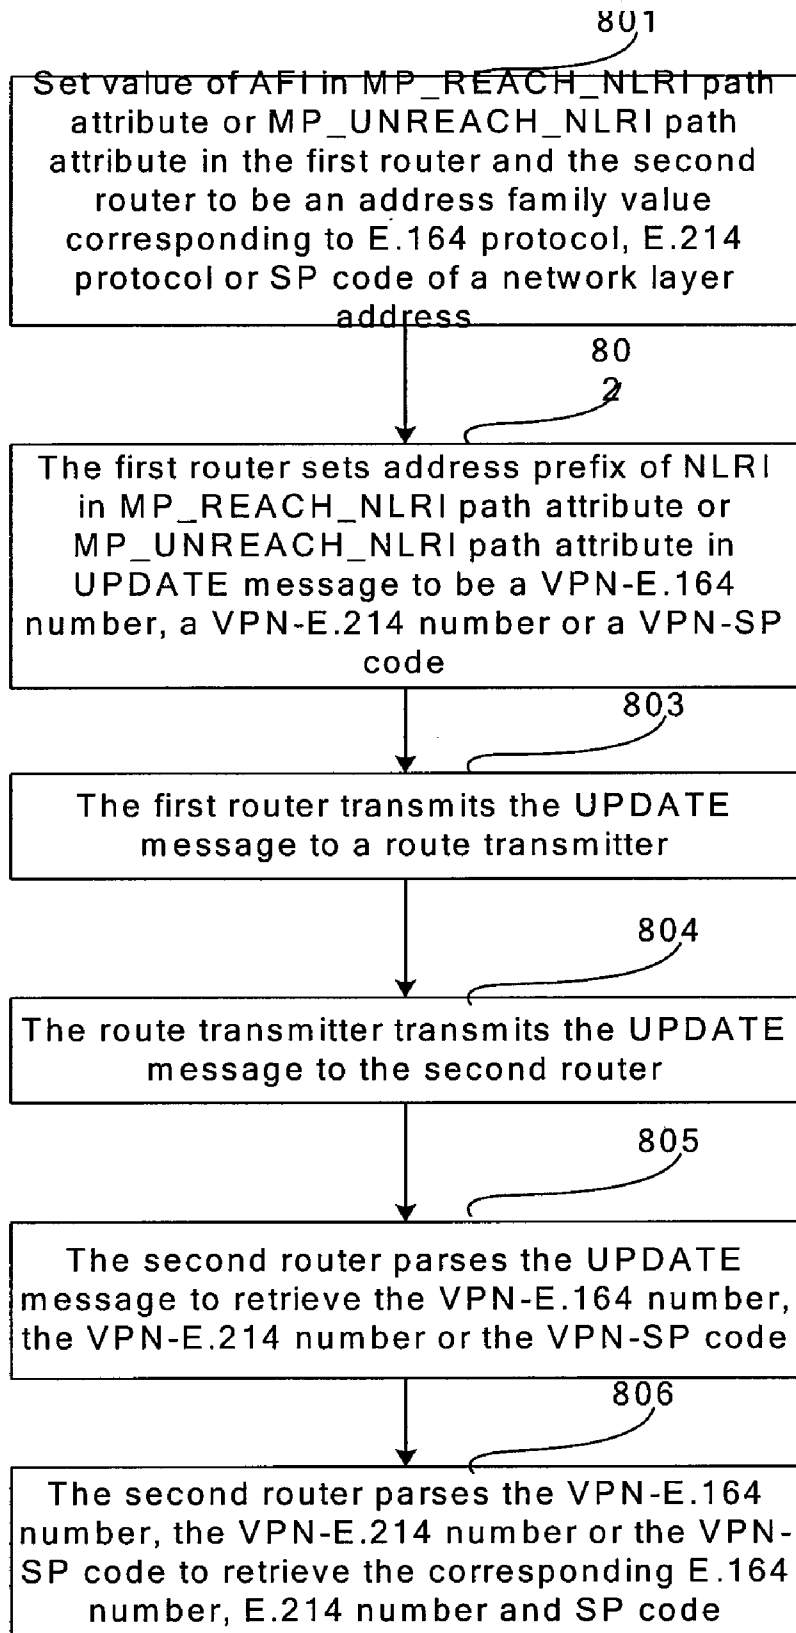 801
Set value of AFI in MP_REACH_NLRI path
attribute or MP_UNREACH_NLRI path
attribute in the first router and the second
router to be an address family value
corresponding to E.164 protocol, E.214
protocol or SP code of a network layer
address
80
2
The first router sets address prefix of NLRI
in MP_REACH_NLRI path attribute or
MP_UNREACH_NLRI path attribute in
UPDATE message to be a VPN-E.164
number, a VPN-E.214 number or a VPN-SP
code
803
The first router transmits the UPDATE
message to a route transmitter
804
The route transmitter transmits the UPDATE
message to the second router
805
The second router parses the UPDATE
message to retrieve the VPN-E.164 number,
the VPN-E.214 number or the VPN-SP code
806
The second router parses the VPN-E.164
number, the VPN-E.214 number or the VPN-
SP code to retrieve the corresponding E.164
number, E.214 number and SP code